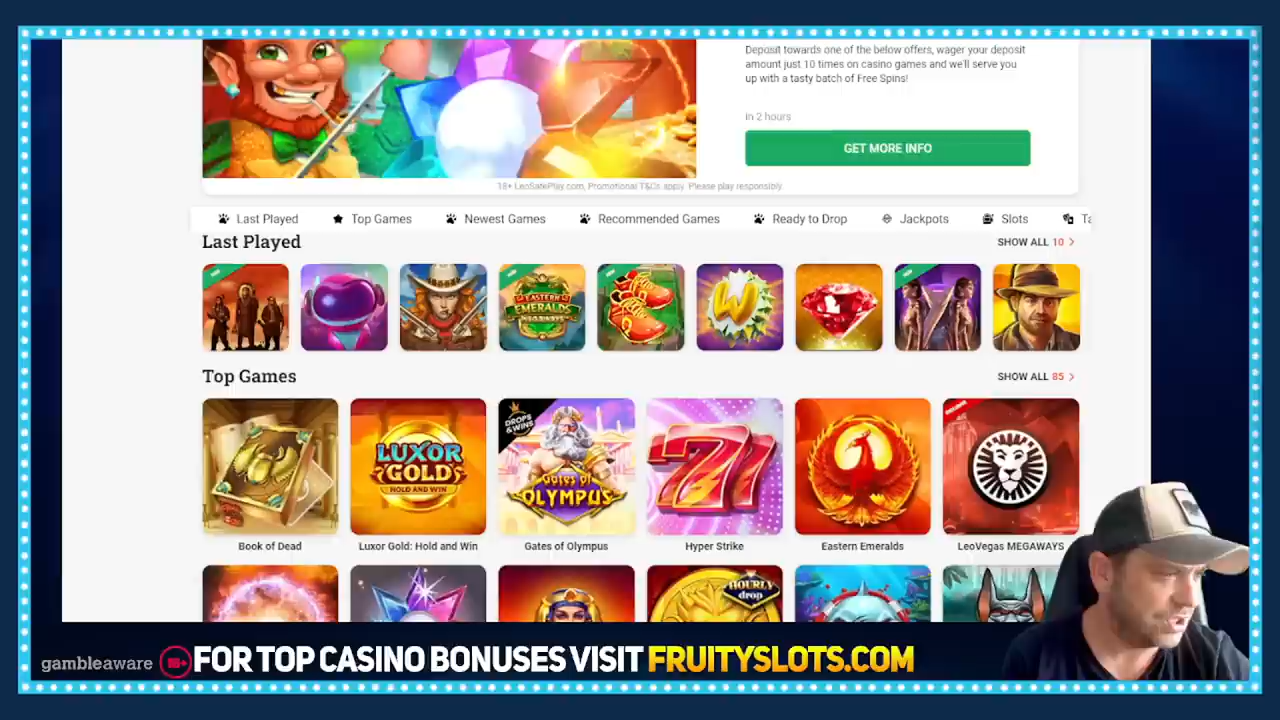 Deposit towards one of the below offers, wager your deposit
amount just 10 times on casino games and we'll serve you
up with a tasty batch of Free Spins!
in 2 hours
GET MORE INFO
18+ LeoSafePlay.com, Promotional T&Cs apply. Please play responsibly.
Last Played Top Games Newest Games Recommended Games Ready to Drop Jackpots Slots Ta
Last Played SHOW ALL 10
EASTERN
EMERALDS
MEGAWAYS
W
Top Games SHOW ALL 85
DROPS
& WINS
LUXOR
GOLD
HOLD AND WIN
Gates of
OLYMPUS
Book of Dead Luxor Gold: Hold and Win Gates of Olympus Hyper Strike Eastern Emeralds LeoVegas MEGAWAYS
HOURLY
drop
gambleaware 18+ FOR TOP CASINO BONUSES VISIT FRUITYSLOTS.COM